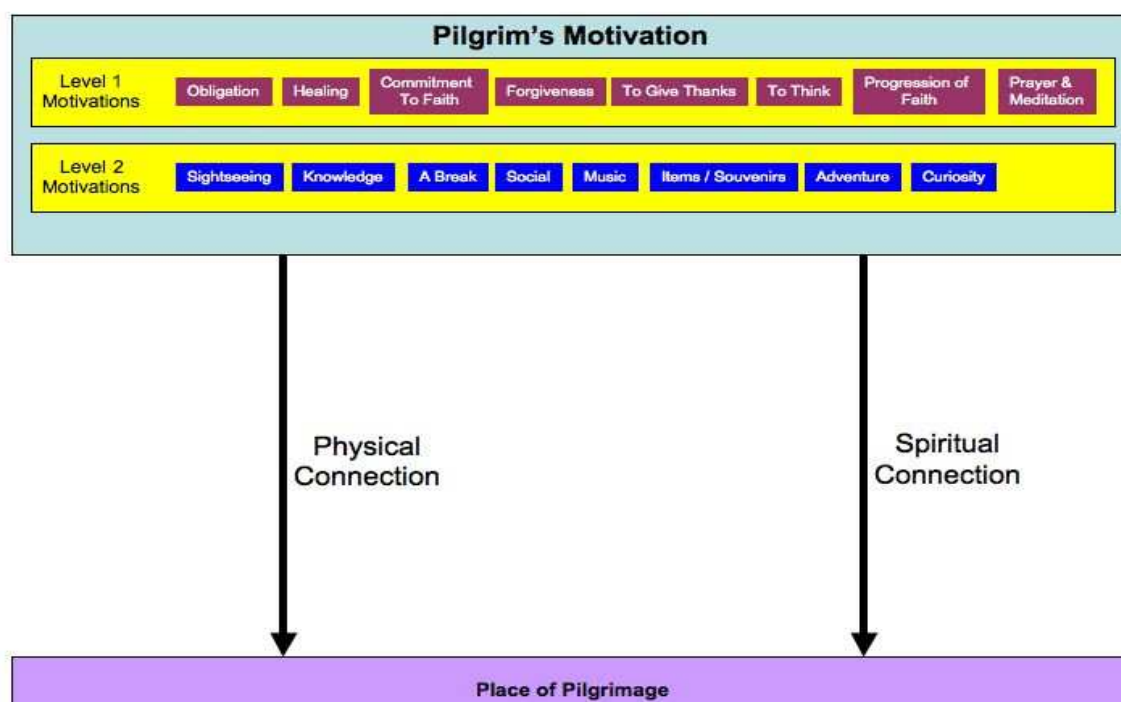 Pilgrim's Motivation
Level 1
Motivations
Obligation
Healing
Commitment
To Faith
Forgiveness
To Give Thanks
To Think
Progression of
Faith
Prayer &
Meditation
Level 2
Motivations
Sightseeing
Knowledge
A Break
Social
Music
Items / Souvenirs
Adventure
Curiosity
Physical
Connection
Spiritual
Connection
Place of Pilgrimage